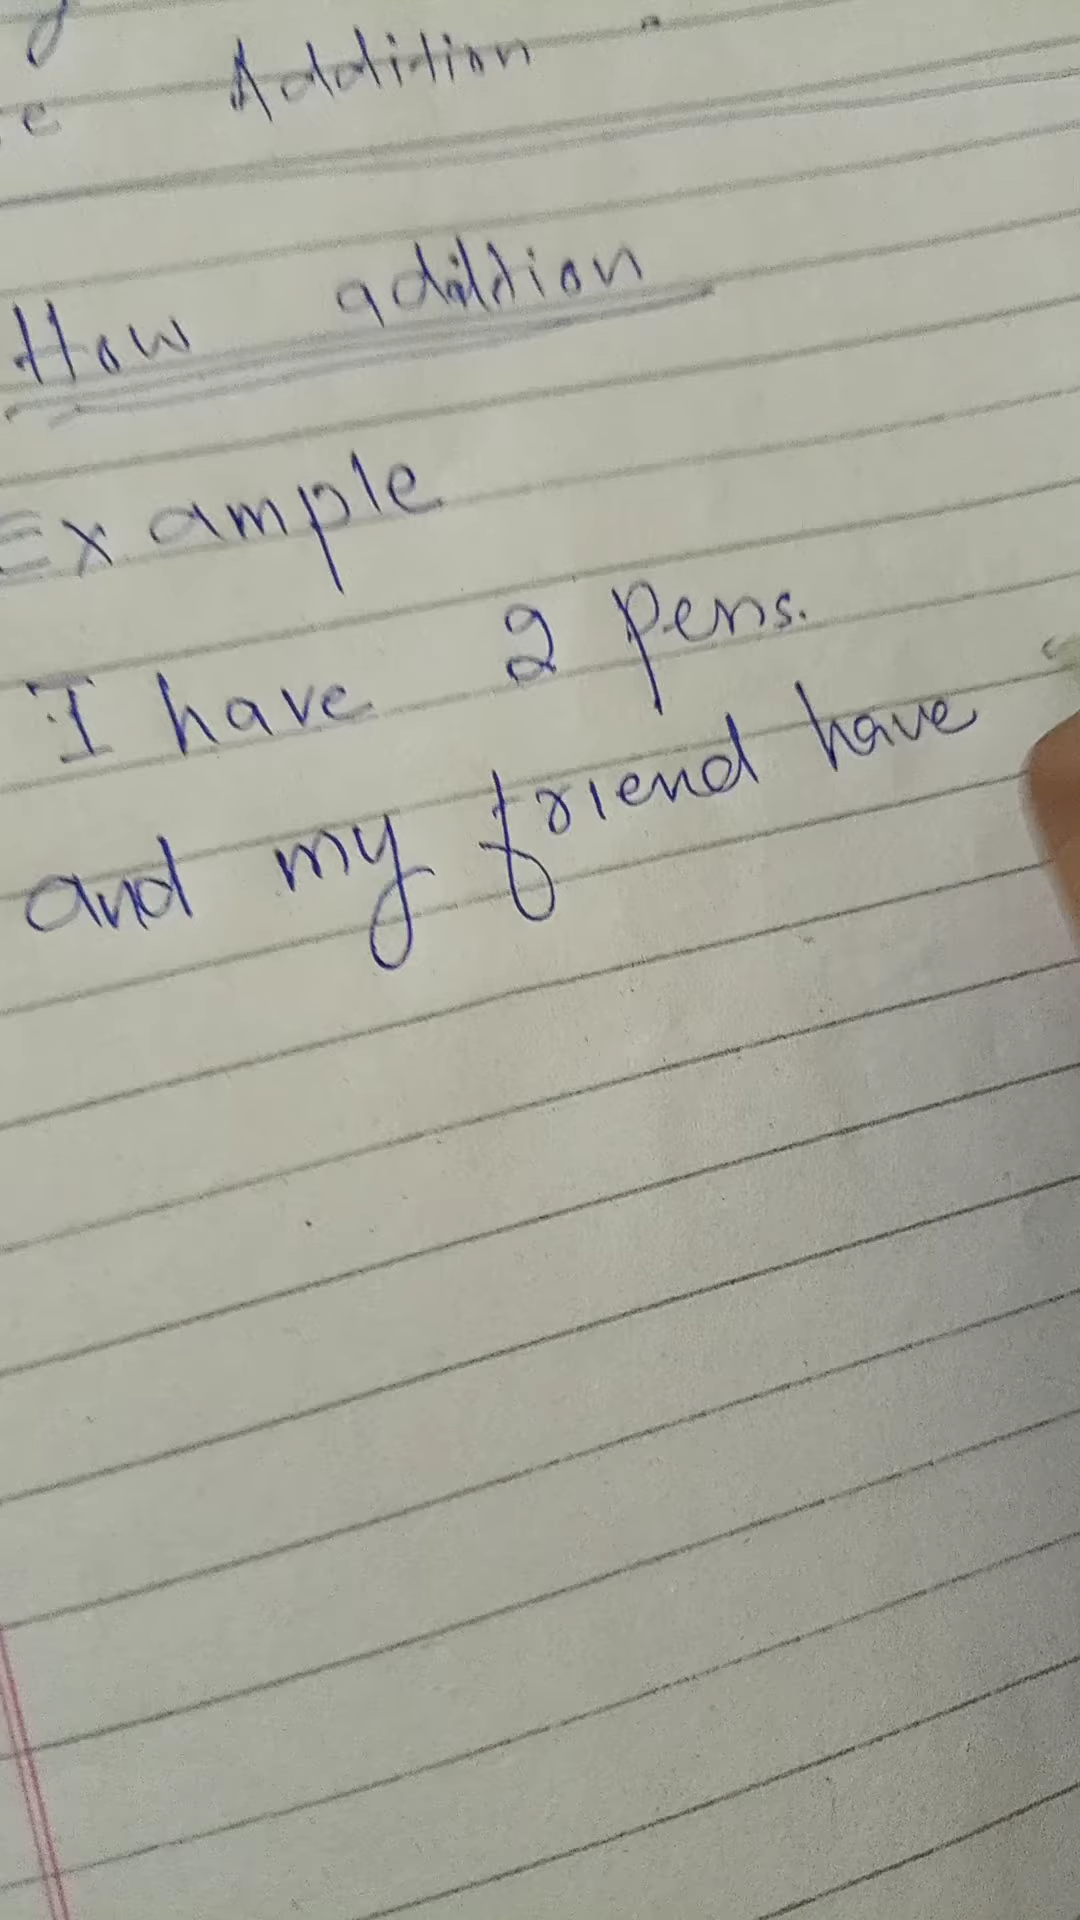 Addition
How addition
Example
I have 2 pens.
and my friend have